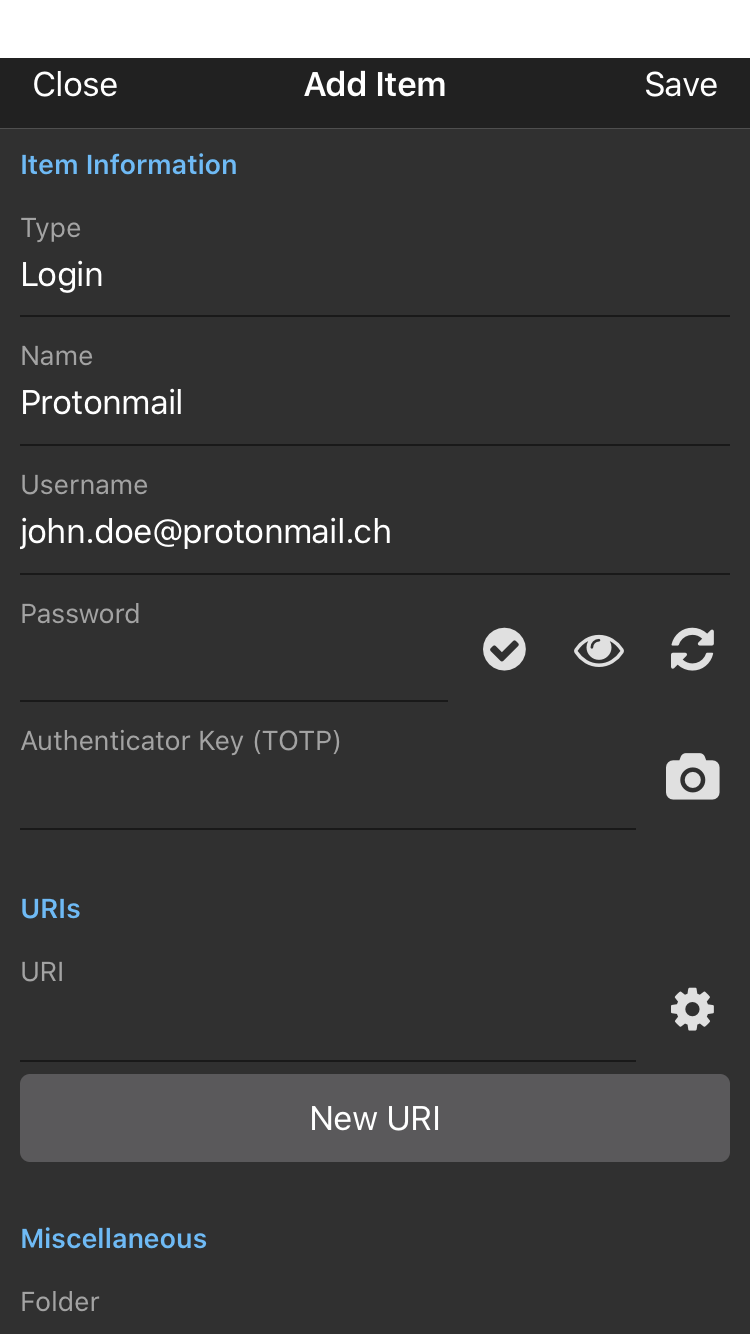 Close Add Item Save
Item Information
Type
Login
Name
Protonmail
Username
john.doe@protonmail.ch
Password
Authenticator Key (TOTP)
URIs
URI
New URI
Miscellaneous
Folder